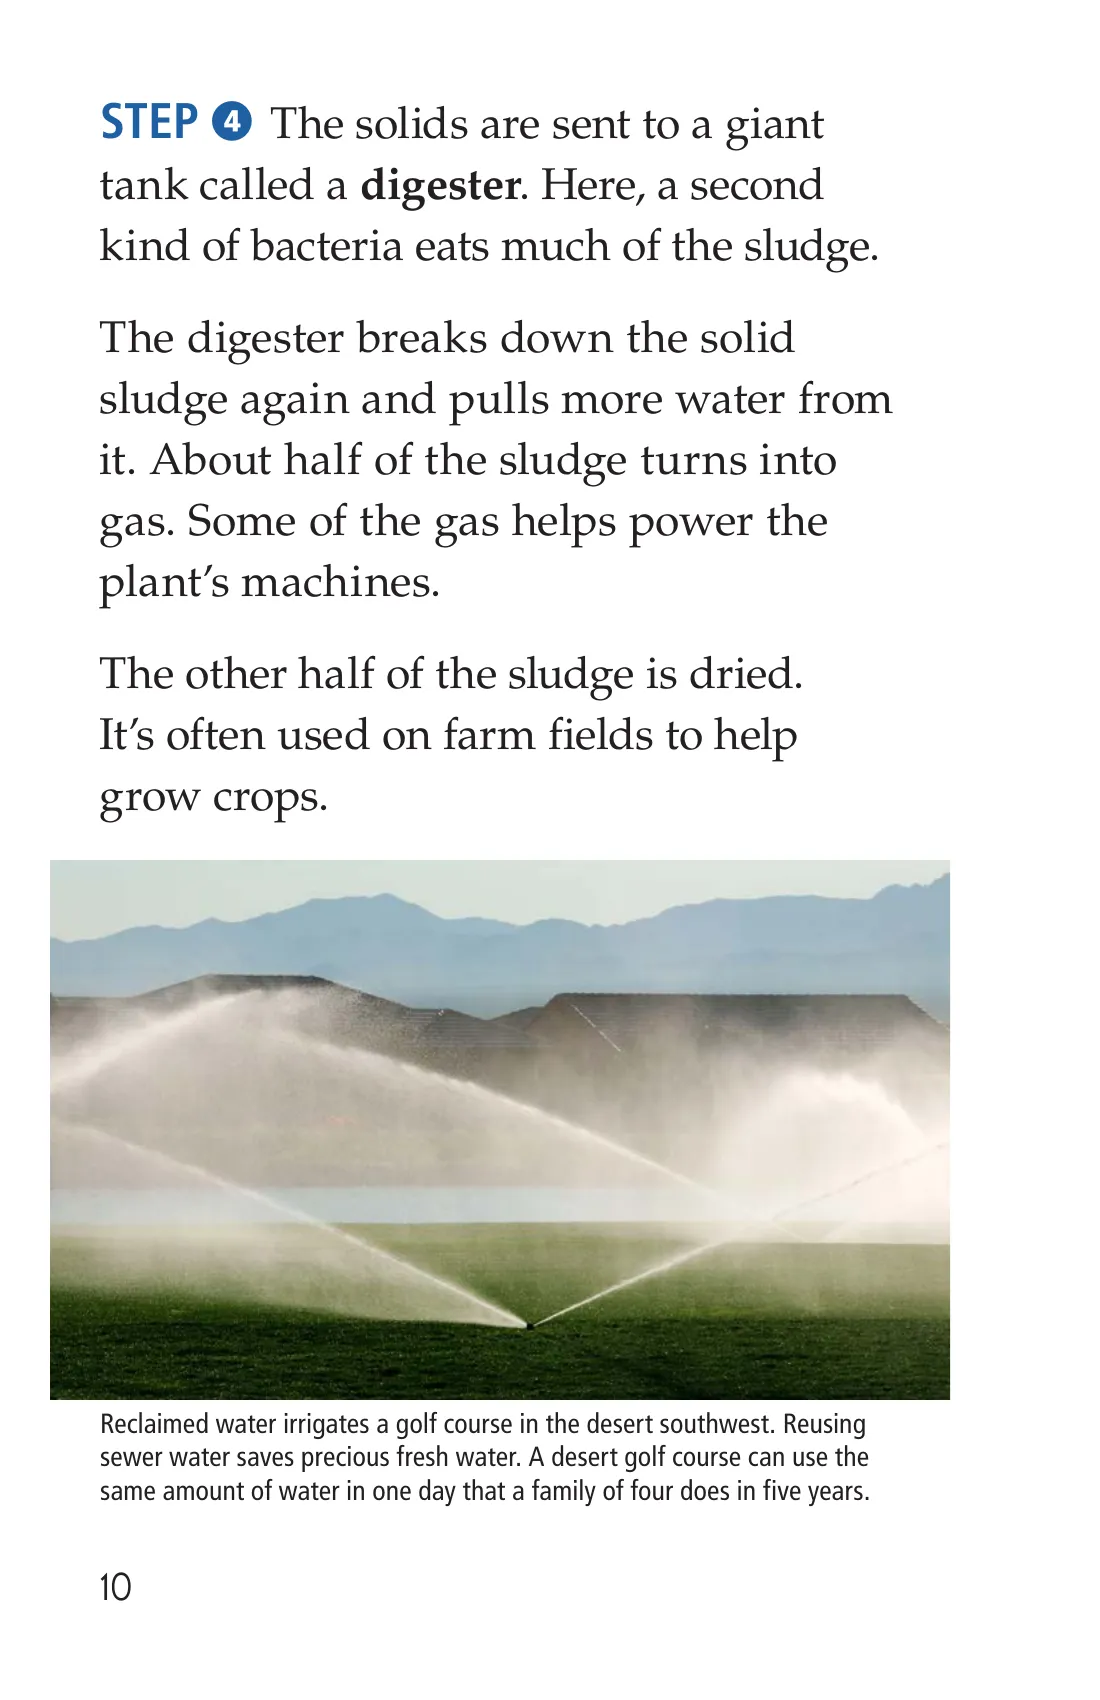 STEP 4 The solids are sent to a giant
tank called a digester. Here, a second
kind of bacteria eats much of the sludge.
The digester breaks down the solid
sludge again and pulls more water from
it. About half of the sludge turns into
gas. Some of the gas helps power the
plant’s machines.
The other half of the sludge is dried.
It’s often used on farm fields to help
grow crops.
Reclaimed water irrigates a golf course in the desert southwest. Reusing
sewer water saves precious fresh water. A desert golf course can use the
same amount of water in one day that a family of four does in five years.
10